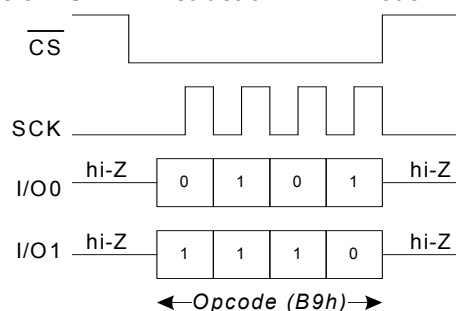 CS
SCK
hi-Z 0 1 0 1 hi-Z
I/O0
hi-Z 1 1 1 0 hi-Z
I/O1
Opcode (B9h)